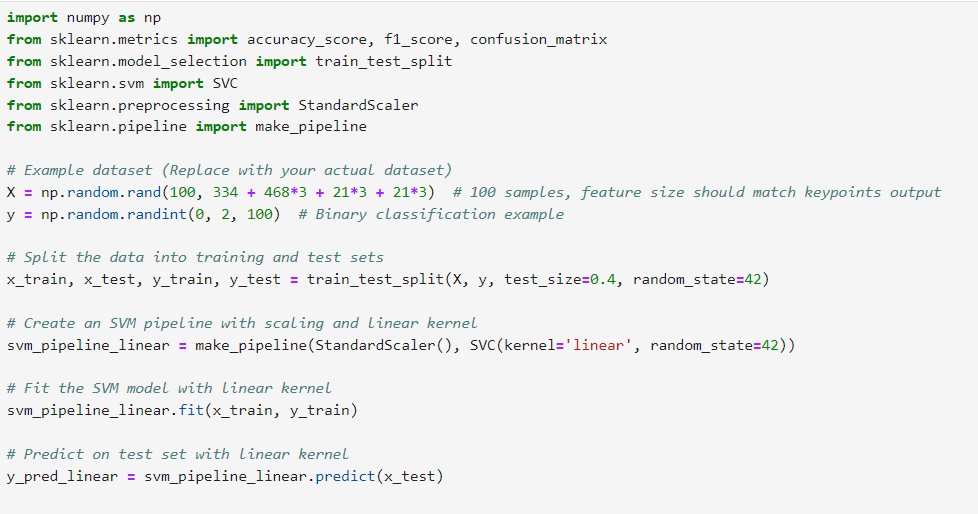 import numpy as np
from sklearn.metrics import accuracy_score, f1_score, confusion_matrix
from sklearn.model_selection import train_test_split
from sklearn.svm import SVC
from sklearn.preprocessing import StandardScaler
from sklearn.pipeline import make_pipeline

# Example dataset (Replace with your actual dataset)
X = np.random.rand(100, 334 + 468*3 + 21*3 + 21*3)  # 100 samples, feature size should match keypoints output
y = np.random.randint(0, 2, 100)  # Binary classification example

# Split the data into training and test sets
x_train, x_test, y_train, y_test = train_test_split(X, y, test_size=0.4, random_state=42)

# Create an SVM pipeline with scaling and linear kernel
svm_pipeline_linear = make_pipeline(StandardScaler(), SVC(kernel='linear', random_state=42))

# Fit the SVM model with linear kernel
svm_pipeline_linear.fit(x_train, y_train)

# Predict on test set with linear kernel
y_pred_linear = svm_pipeline_linear.predict(x_test)